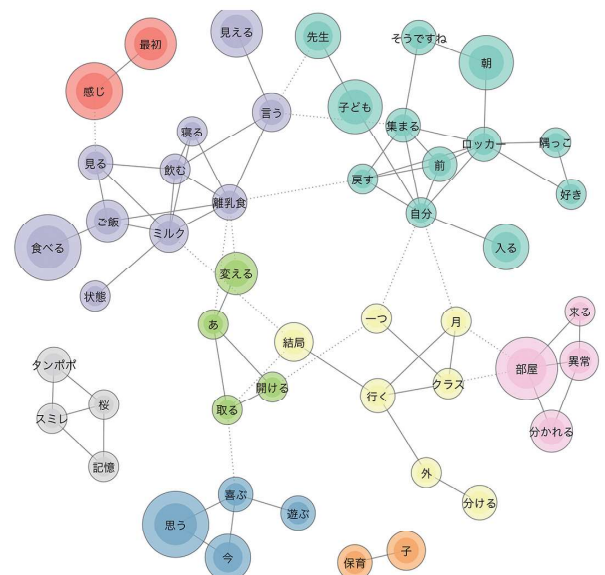 最初
見える
先生
そうですね
朝
感じ
言う
子ども
集まる
寝る
ロッカー
隅っこ
見る
飲む
前
戻す
好き
離乳食
自分
ご飯
ミルク
食べる
入る
状態
変える
あ
一つ
月
来る
結局
部屋
異常
タンポポ
開ける
クラス
行く
桜
取る
スミレ
分かれる
記憶
外
喜ぶ
分ける
思う
遊ぶ
今
保育
子